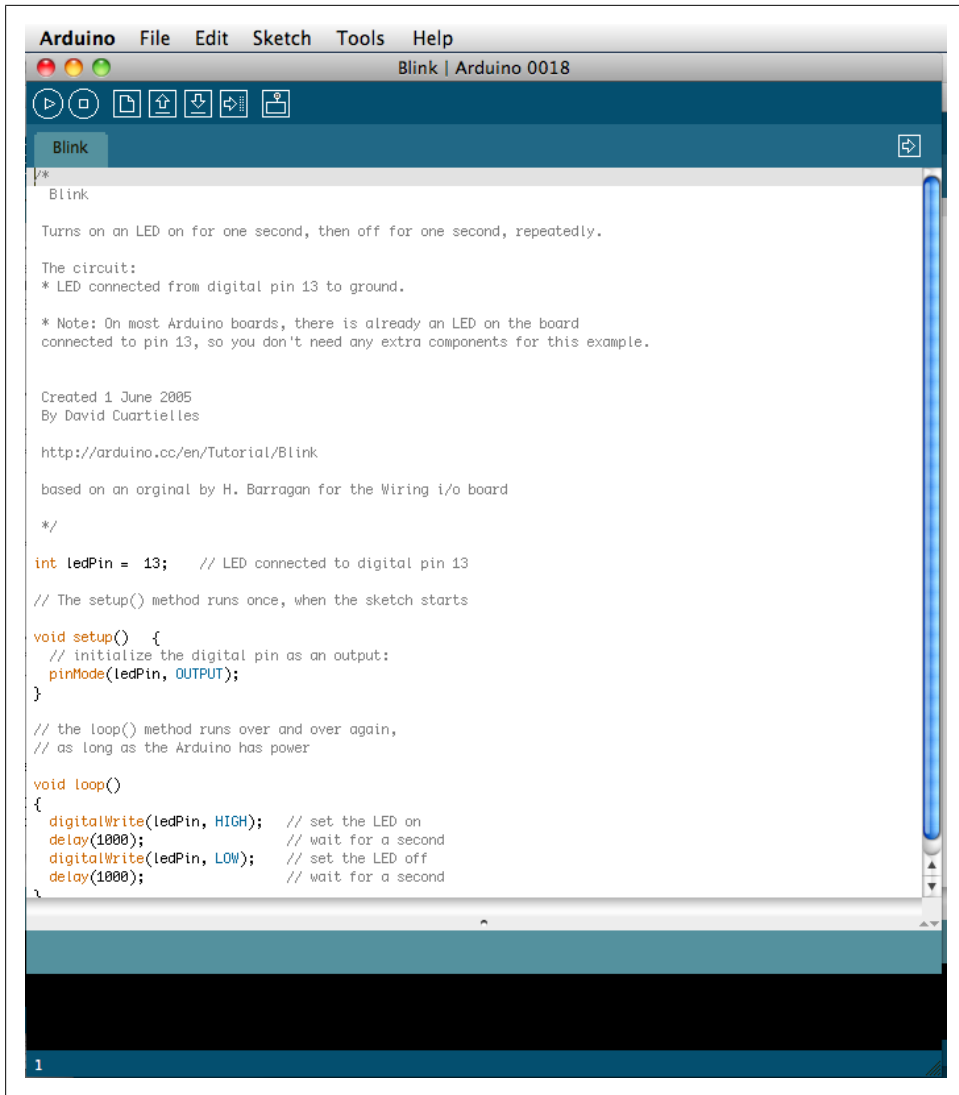 Arduino File Edit Sketch Tools Help
Blink | Arduino 0018
Blink
/*
Blink
Turns on an LED on for one second, then off for one second, repeatedly.
The circuit:
* LED connected from digital pin 13 to ground.
* Note: On most Arduino boards, there is already an LED on the board
connected to pin 13, so you don't need any extra components for this example.
Created 1 June 2005
By David Cuartielles
http://arduino.cc/en/Tutorial/Blink
based on an orginal by H. Barragan for the Wiring i/o board
*/
int ledPin =  13;    // LED connected to digital pin 13
// The setup() method runs once, when the sketch starts
void setup()   {
// initialize the digital pin as an output:
pinMode(ledPin, OUTPUT);
}
// the loop() method runs over and over again,
// as long as the Arduino has power
void loop()
{
digitalWrite(ledPin, HIGH);   // set the LED on
delay(1000);                  // wait for a second
digitalWrite(ledPin, LOW);    // set the LED off
delay(1000);                  // wait for a second
}
1